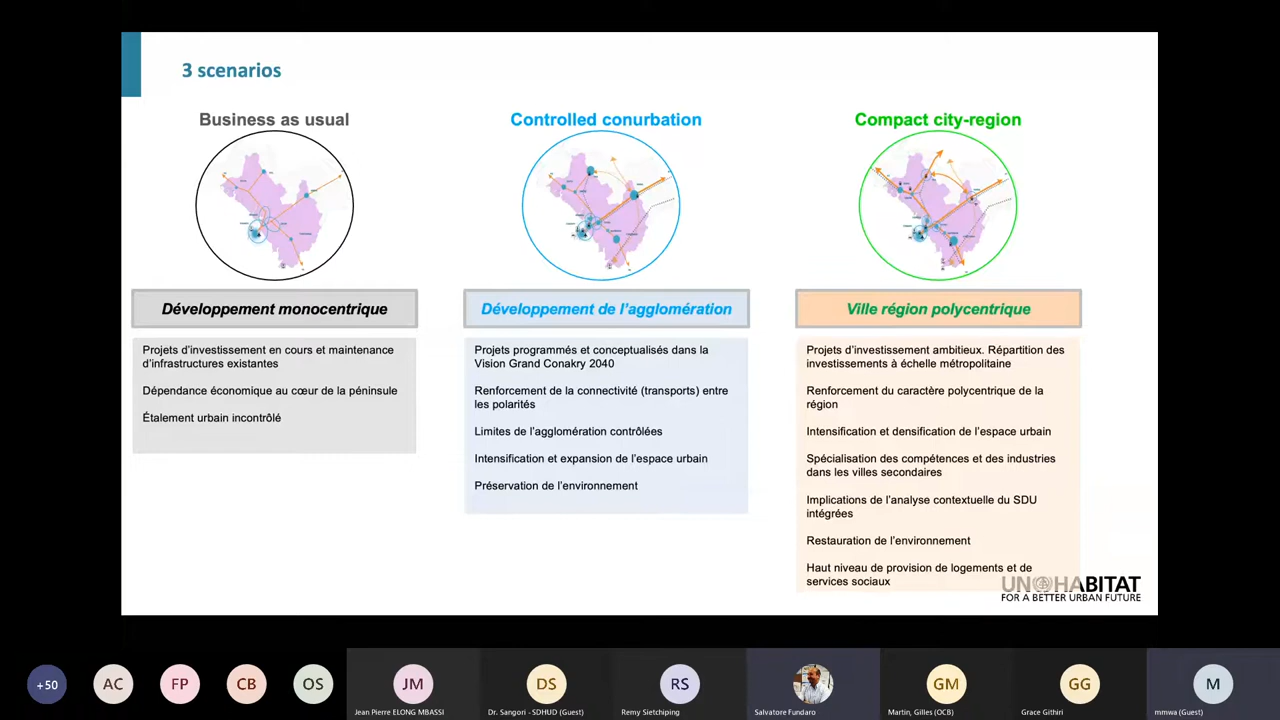 3 scenarios
Business as usual
Développement monocentrique
Projets d'investissement en cours et maintenance
d'infrastructures existantes
Dépendance économique au cœur de la péninsule
Étalement urbain incontrôlé
Controlled conurbation
Développement de l'agglomération
Projets programmés et conceptualisés dans la
Vision Grand Conakry 2040
Renforcement de la connectivité (transports) entre
les polarités
Limites de l'agglomération contrôlées
Intensification et expansion de l'espace urbain
Préservation de l'environnement
Compact city-region
Ville région polycentrique
Projets d'investissement ambitieux. Répartition des
investissements à échelle métropolitaine
Renforcement du caractère polycentrique de la
région
Intensification et densification de l'espace urbain
Spécialisation des compétences et des industries
dans les villes secondaires
Implications de l'analyse contextuelle du SDU
intégrées
Restauration de l'environnement
Haut niveau de provision de logements et de
services sociaux
UN HABITAT
FOR A BETTER URBAN FUTURE
+50
AC
FP
CB
OS
JM
Jean Pierre ELONG MBASSI
DS
Dr. Sangori - SDHUD (Guest)
RS
Remy Sietchiping
Salvatore Fundaro
GM
Martin, Gilles (OCB)
GG
Grace Githiri
M
mmwa (Guest)